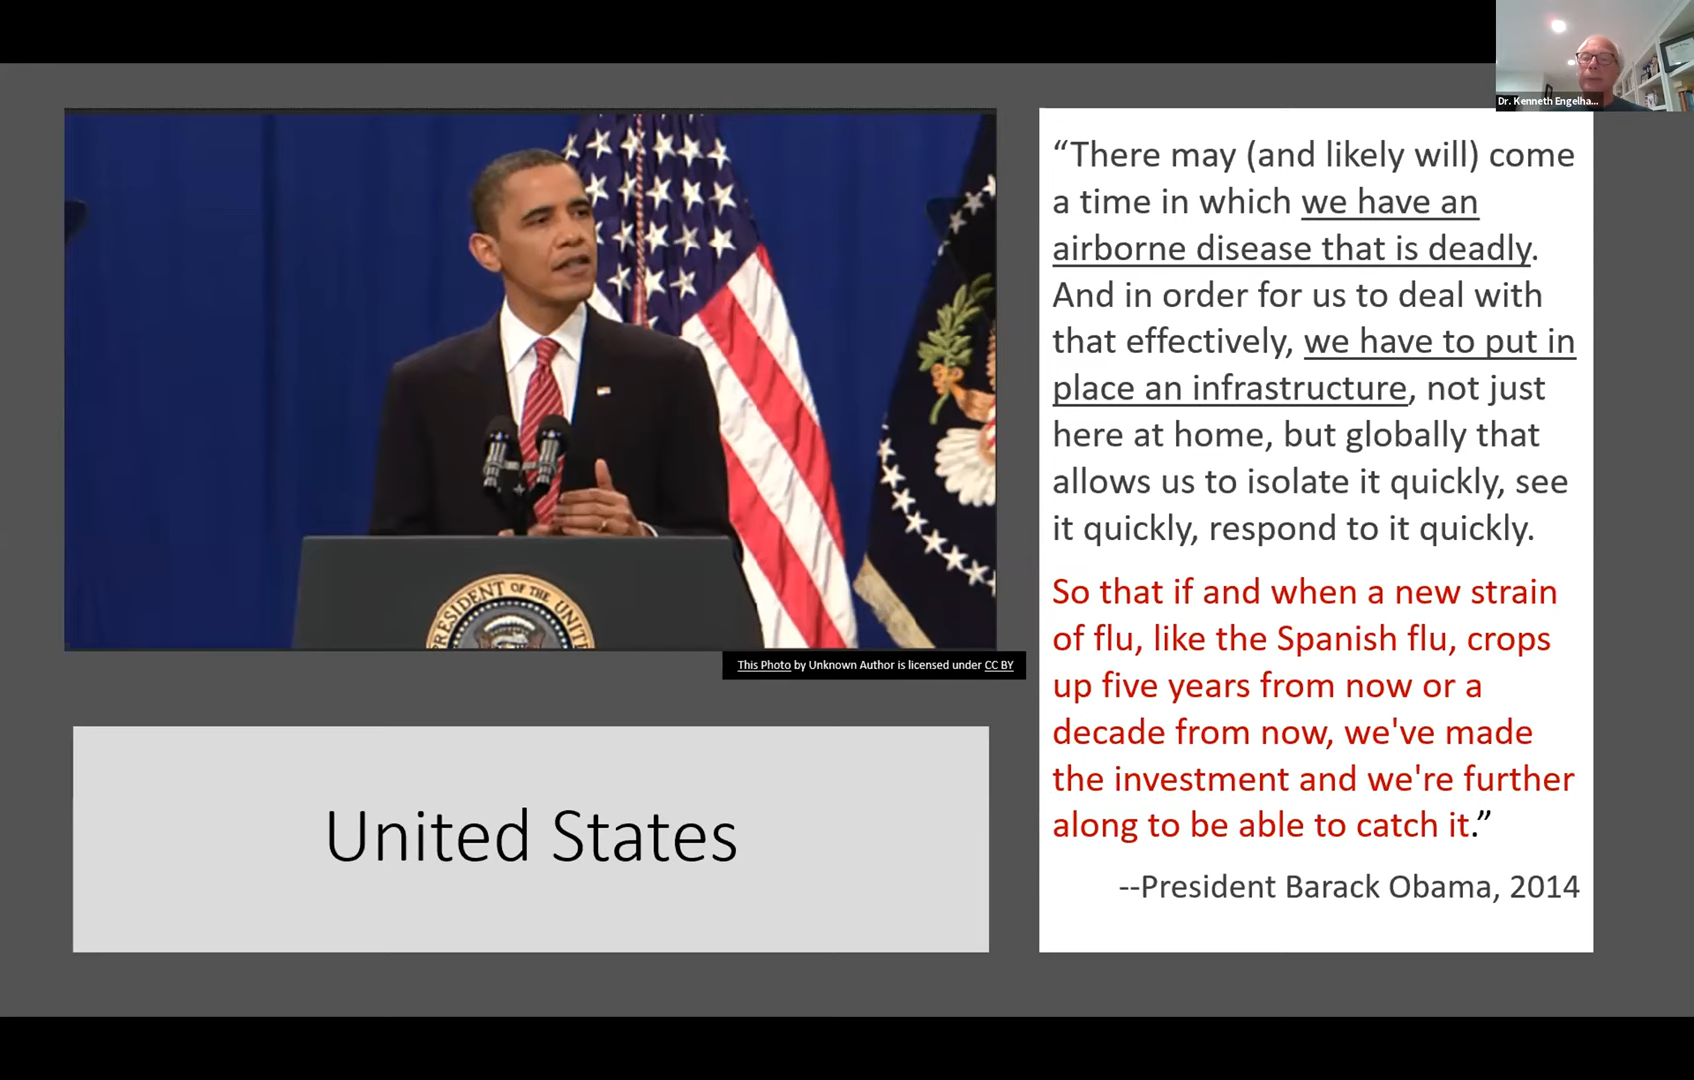 Dr. Kenneth Engelha...
“There may (and likely will) come
a time in which we have an
airborne disease that is deadly.
And in order for us to deal with
that effectively, we have to put in
place an infrastructure, not just
here at home, but globally that
allows us to isolate it quickly, see
it quickly, respond to it quickly.
So that if and when a new strain
of flu, like the Spanish flu, crops
up five years from now or a
decade from now, we've made
the investment and we're further
along to be able to catch it.”
--President Barack Obama, 2014
PRESIDENT OF THE UNITED
This Photo by Unknown Author is licensed under CC BY
United States